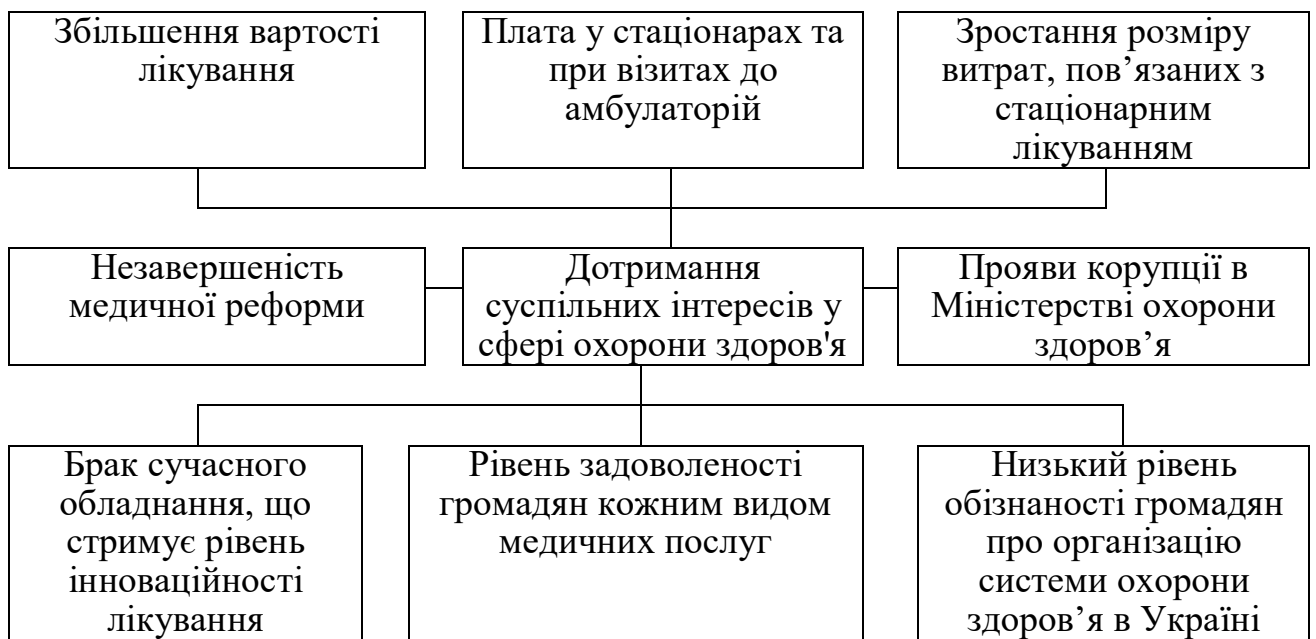 Збільшення вартості
лікування
Плата у стаціонарах та
при візитах до
амбулаторій
Зростання розміру
витрат, пов’язаних з
стаціонарним
лікуванням
Незавершеність
медичної реформи
Дотримання
суспільних інтересів у
сфері охорони здоров'я
Прояви корупції в
Міністерстві охорони
здоров’я
Брак сучасного
обладнання, що
стримує рівень
інноваційності
лікування
Рівень задоволеності
громадян кожним видом
медичних послуг
Низький рівень
обізнаності громадян
про організацію
системи охорони
здоров’я в Україні